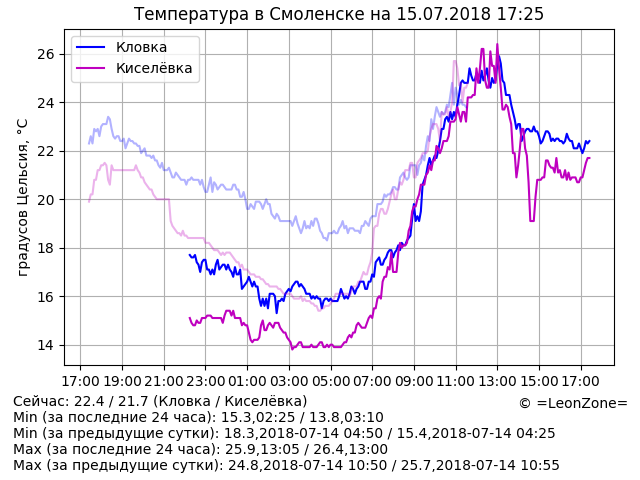 Температура в Смоленске на 15.07.2018 17:25
Кловка
Киселёвка
градусов Цельсия, °C
26
24
22
20
18
16
14
17:00 19:00 21:00 23:00 01:00 03:00 05:00 07:00 09:00 11:00 13:00 15:00 17:00
Сейчас: 22.4 / 21.7 (Кловка / Киселёвка)
© =LeonZone=
Min (за последние 24 часа): 15.3,02:25 / 13.8,03:10
Min (за предыдущие сутки): 18.3,2018-07-14 04:50 / 15.4,2018-07-14 04:25
Max (за последние 24 часа): 25.9,13:05 / 26.4,13:00
Max (за предыдущие сутки): 24.8,2018-07-14 10:50 / 25.7,2018-07-14 10:55